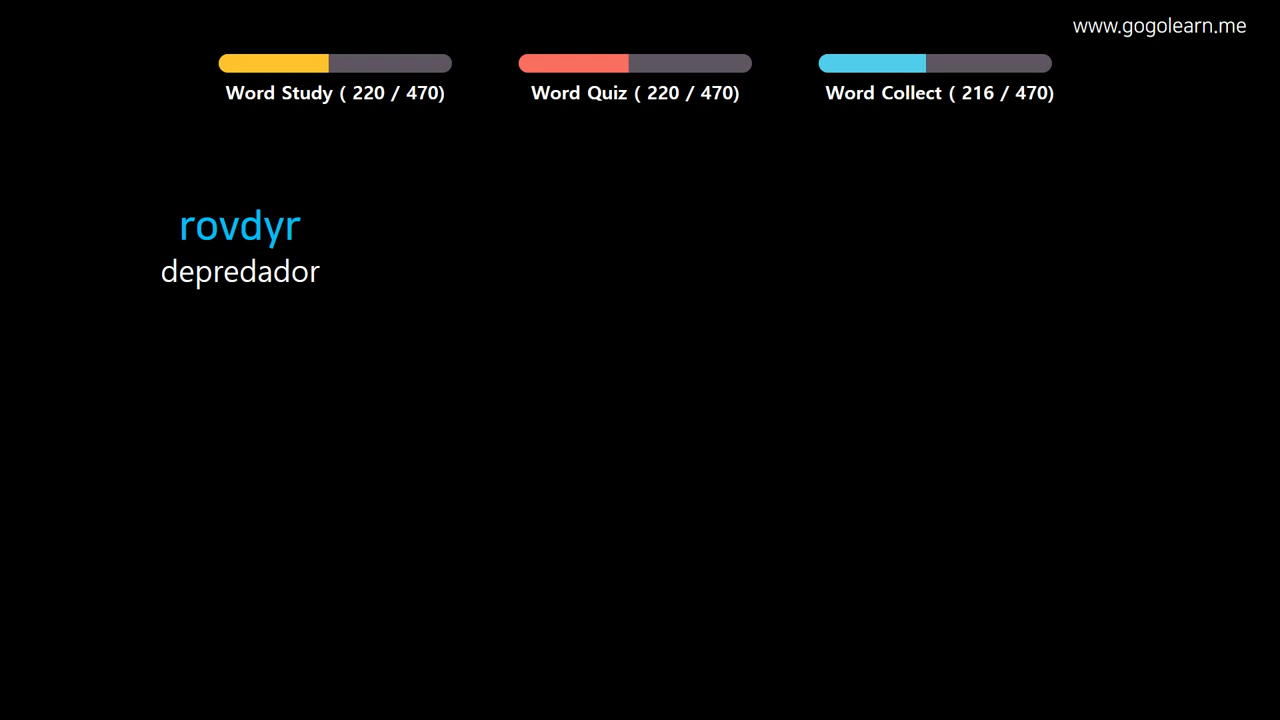 www.gogolearn.me
Word Study ( 220 / 470)
Word Quiz ( 220 / 470)
Word Collect ( 216 / 470)
rovdyr
depredador